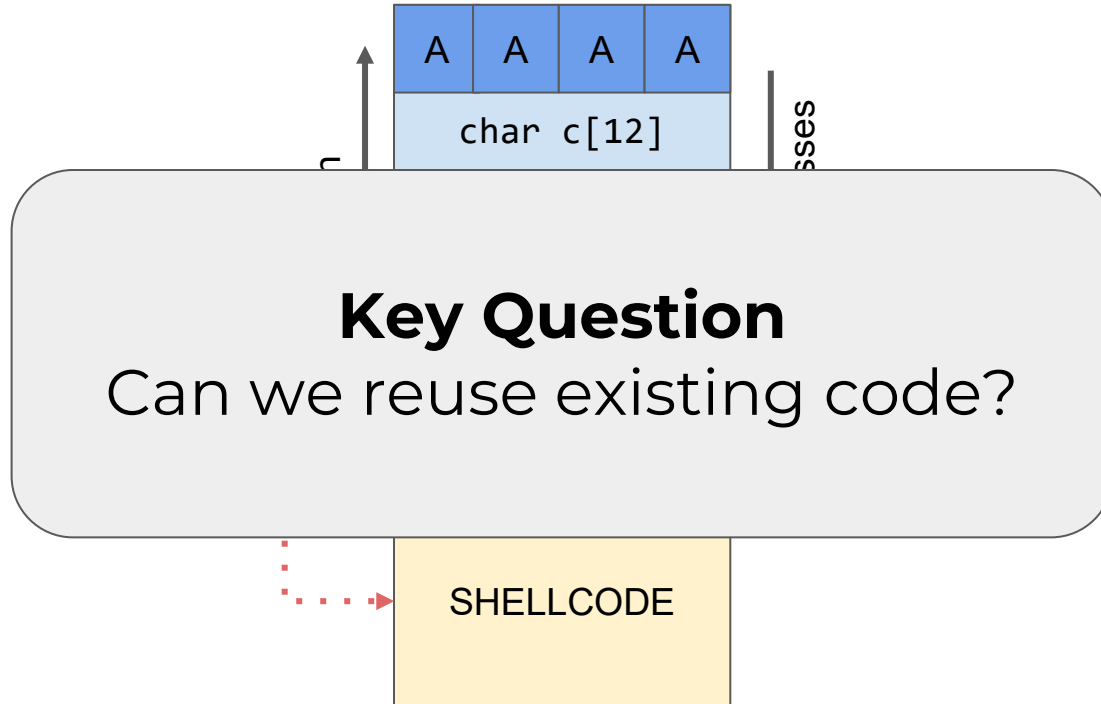 A A A A
char c[12]
Key Question
Can we reuse existing code?
SHELLCODE